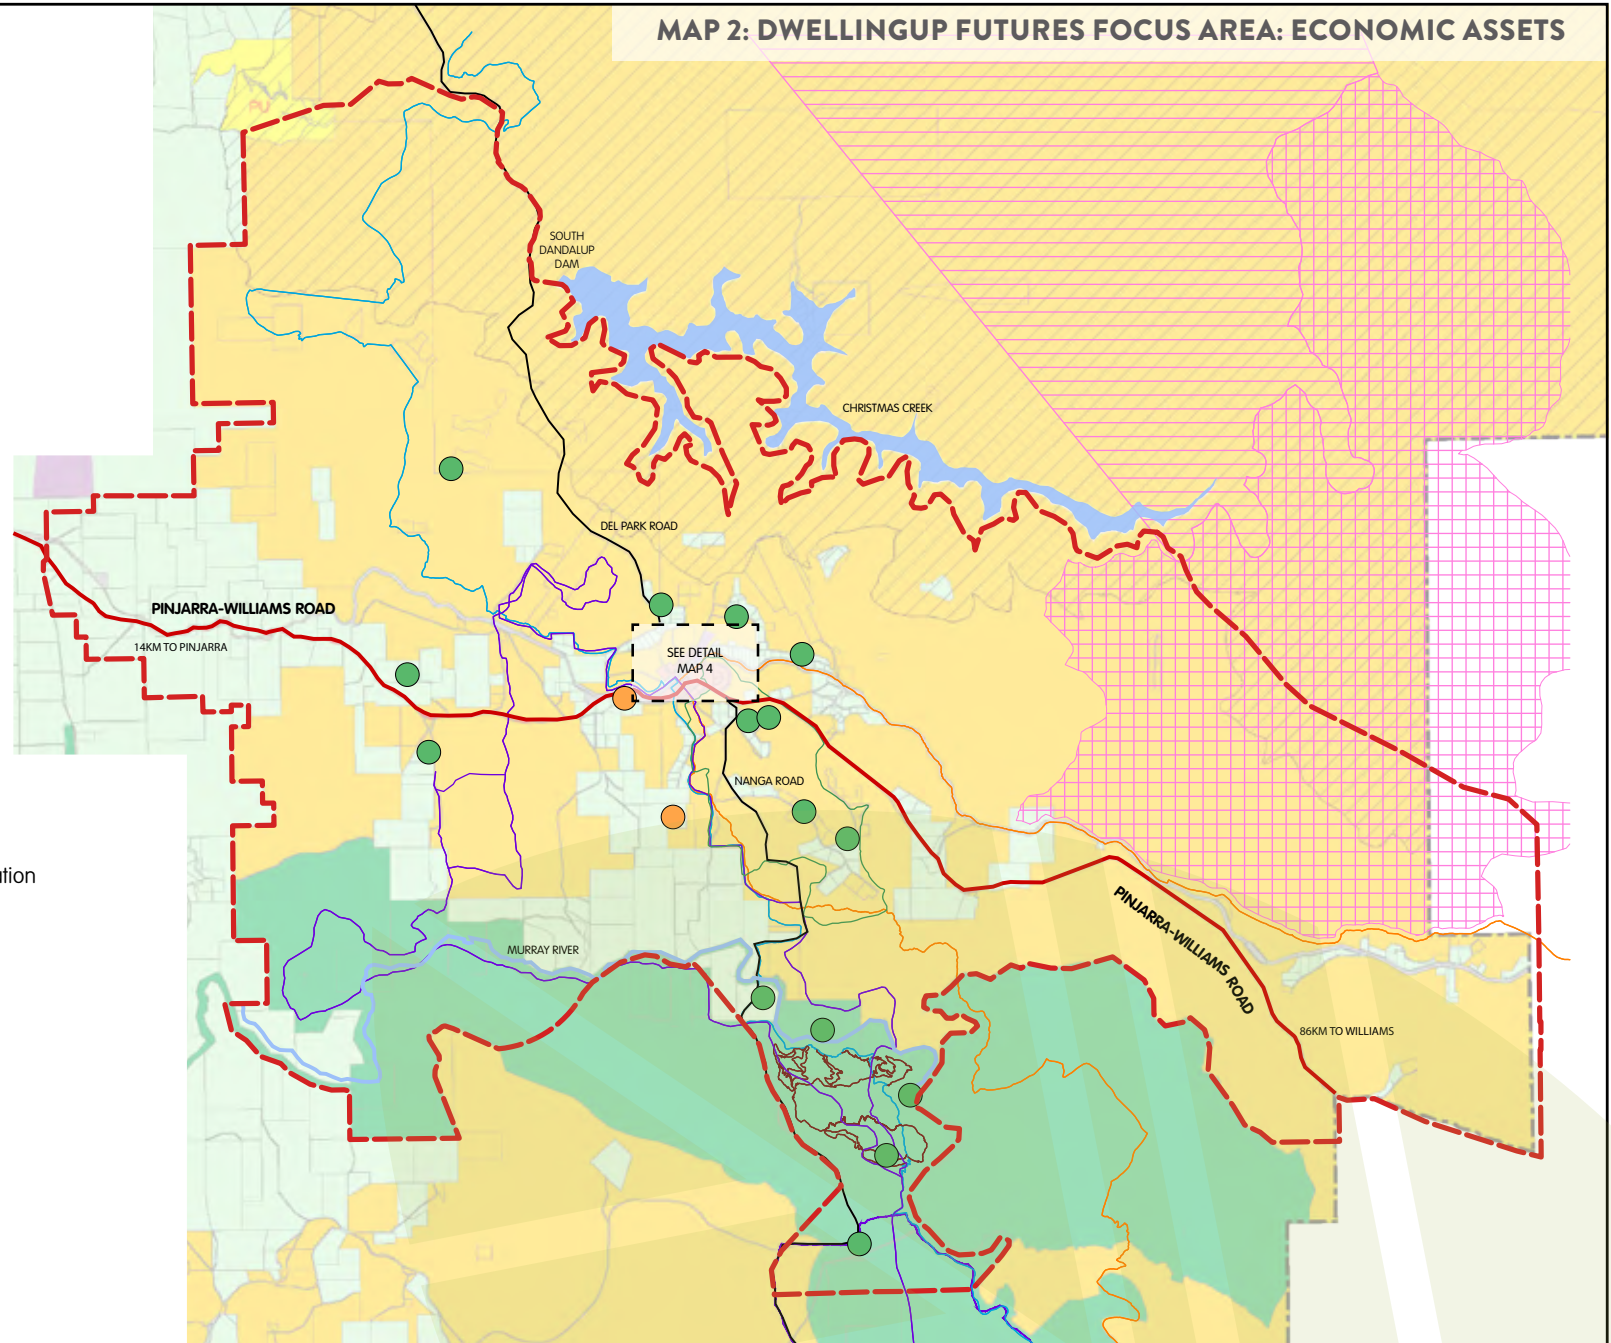 MAP 2: DWELLINGUP FUTURES FOCUS AREA: ECONOMIC ASSETS
SOUTH
DANDALUP
DAM
CHRISTMAS CREEK
DEL PARK ROAD
PINJARRA-WILLIAMS ROAD
14KM TO PINJARRA
SEE DETAIL
MAP 4
NANGA ROAD
PINJARRA-WILLIAMS ROAD
MURRAY RIVER
86KM TO WILLIAMS